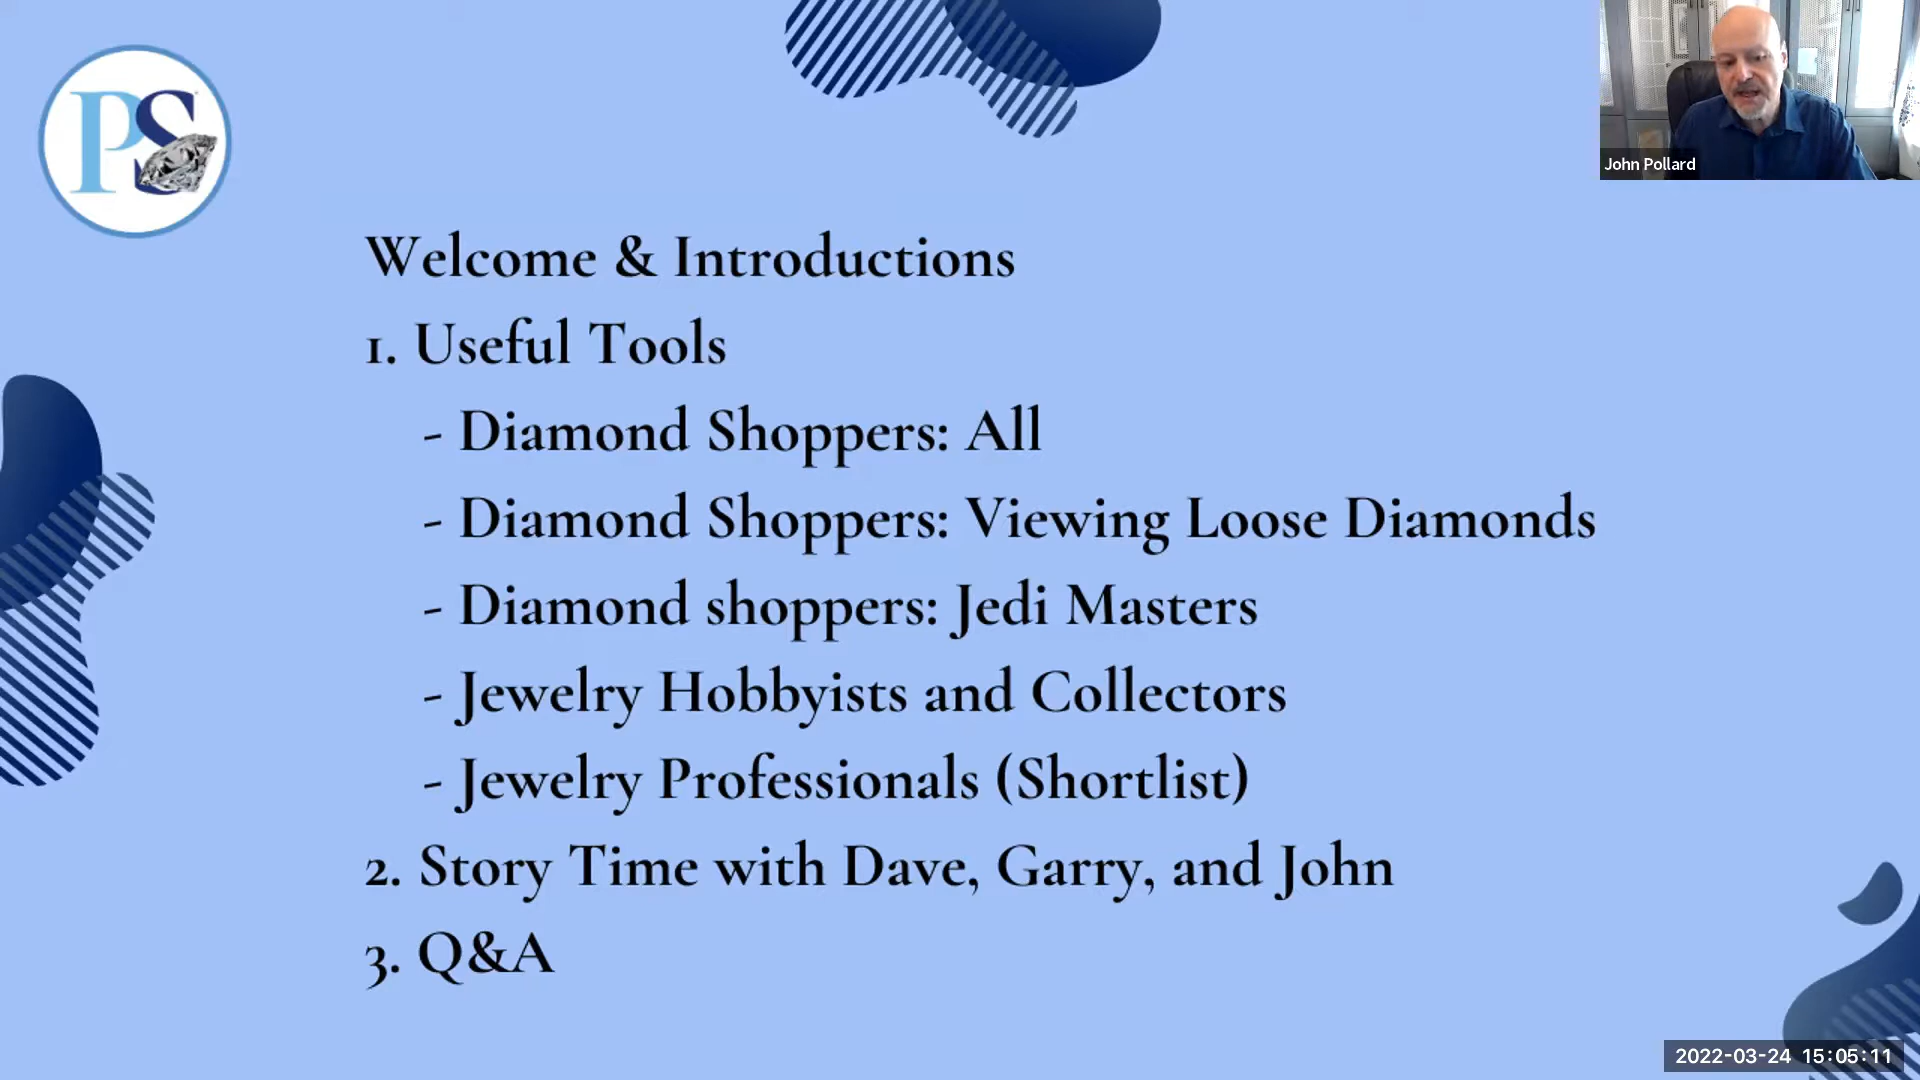 PS
John Pollard
Welcome & Introductions
1. Useful Tools
- Diamond Shoppers: All
- Diamond Shoppers: Viewing Loose Diamonds
- Diamond shoppers: Jedi Masters
- Jewelry Hobbyists and Collectors
- Jewelry Professionals (Shortlist)
2. Story Time with Dave, Garry, and John
3. Q&A
2022-03-24 15:05:11